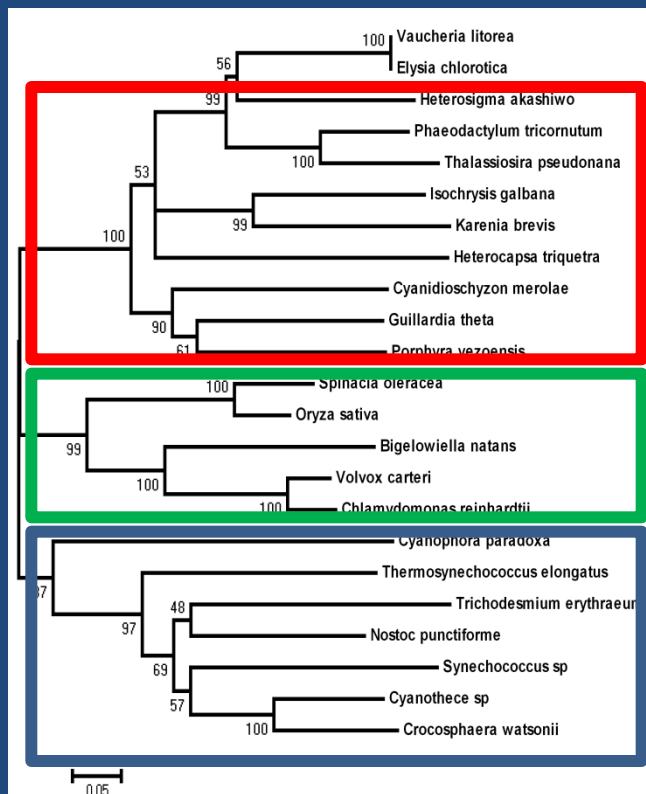 100
Vaucheria litorea
Elysia chlorotica
56
99
Heterosigma akashiwo
Phaeodactylum tricornutum
100
Thalassiosira pseudonana
53
Isochrysis galbana
99
Karenia brevis
100
Heterocapsa triquetra
Cyanidioschyzon merolae
90
Guillardia theta
61
Porphyra yezoensis
100
Spinacia oleracea
Oryza sativa
99
Bigelowiella natans
100
Volvox carteri
100
Chlamydomonas reinhardtii
Cyanophora paradoxa
Thermosynechococcus elongatus
97
48
Trichodesmium erythraeum
Nostoc punctiforme
69
Synechococcus sp
57
Cyanothece sp
100
Crocosphaera watsonii
0.05